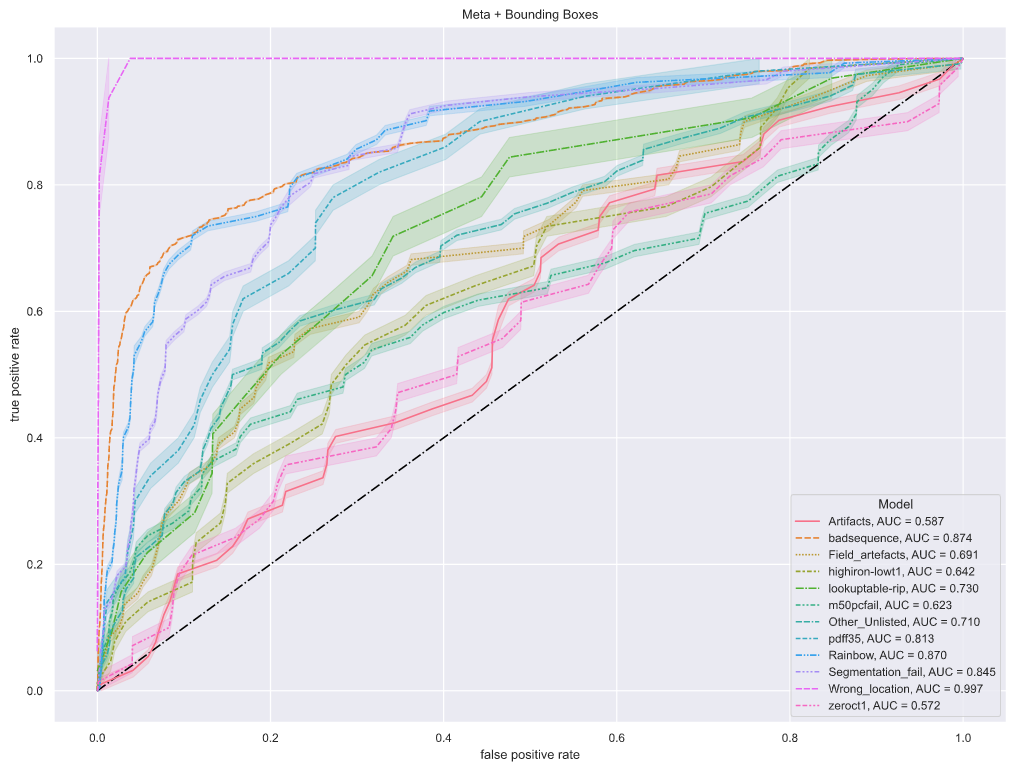 Meta + Bounding Boxes
1.0
0.8
0.6
0.4
0.2
0.0
true positive rate
0.0 0.2 0.4 0.6 0.8 1.0
false positive rate
Model
Artifacts, AUC = 0.587
badsequence, AUC = 0.874
Field_artefacts, AUC = 0.691
highiron-lowt1, AUC = 0.642
lookuptable-rip, AUC = 0.730
m50pcfail, AUC = 0.623
Other_Unlisted, AUC = 0.710
pdff35, AUC = 0.813
Rainbow, AUC = 0.870
Segmentation_fail, AUC = 0.845
Wrong_location, AUC = 0.997
zeroct1, AUC = 0.572